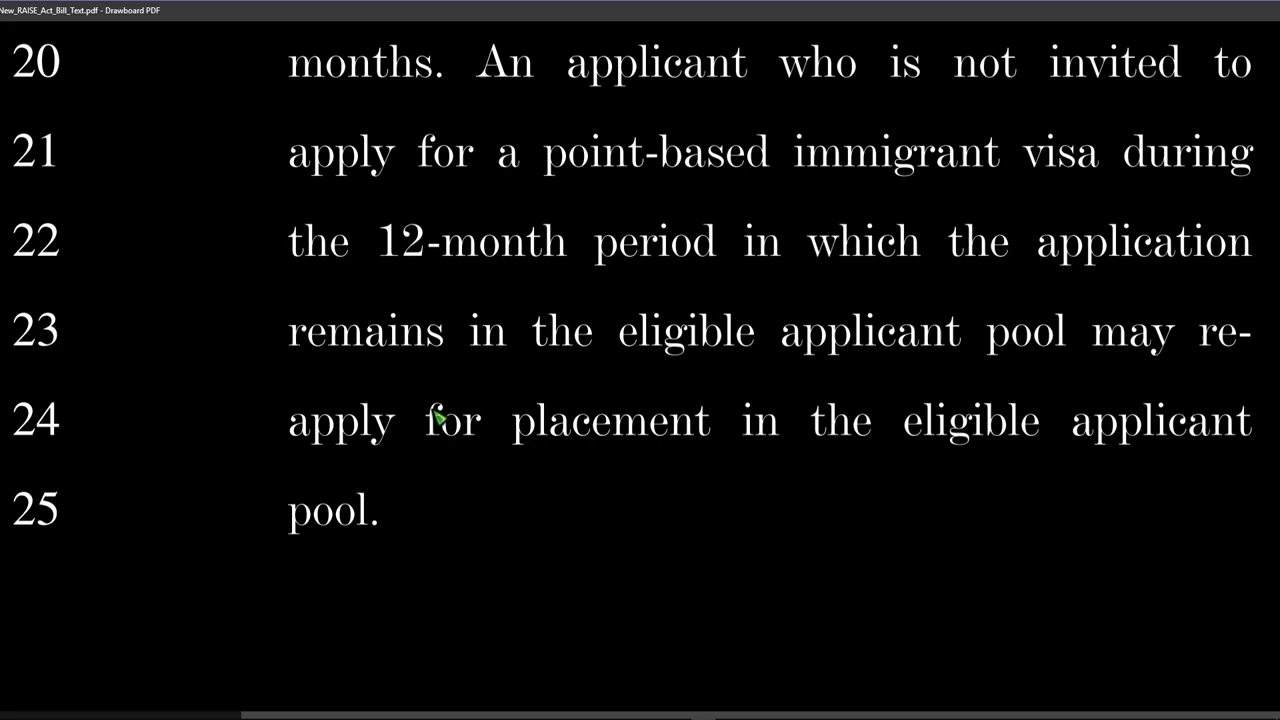 New_RAISE_Act_Bill_Text.pdf - Drawboard PDF
20 months. An applicant who is not invited to
21 apply for a point-based immigrant visa during
22 the 12-month period in which the application
23 remains in the eligible applicant pool may re-
24 apply for placement in the eligible applicant
25 pool.